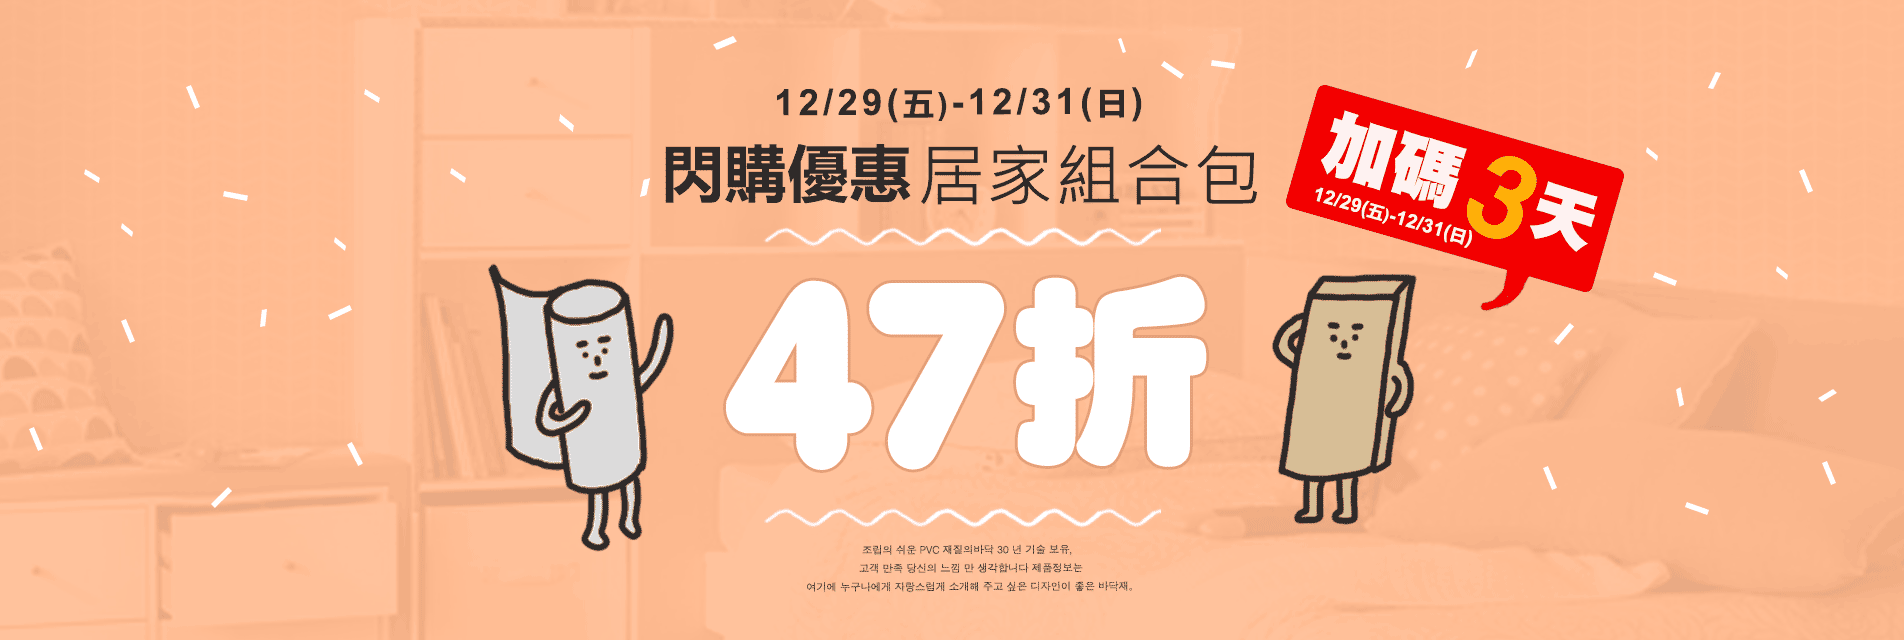 12/29(五)-12/31(日)
閃購優惠居家組合包
加碼3天
12/29(五)-12/31(日)
47折
조립의 쉬운 PVC 재질의바닥 30 년 기술 보유,
고객 만족 당신의 느낌 만 생각합니다 제품정보는
여기에 누구나에게 자랑스럽게 소개해 주고 싶은 디자인이 좋은 바닥재。